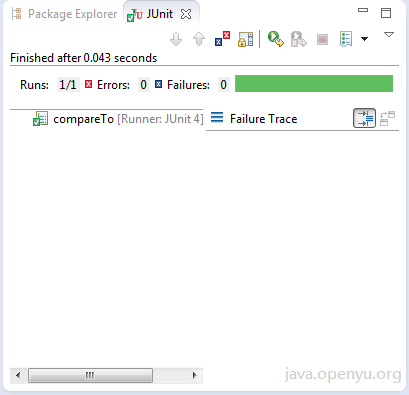 Package Explorer JUnit
Finished after 0.043 seconds
Runs: 1/1 Errors: 0 Failures: 0
compareTo [Runner: JUnit 4] Failure Trace
java.openyu.org